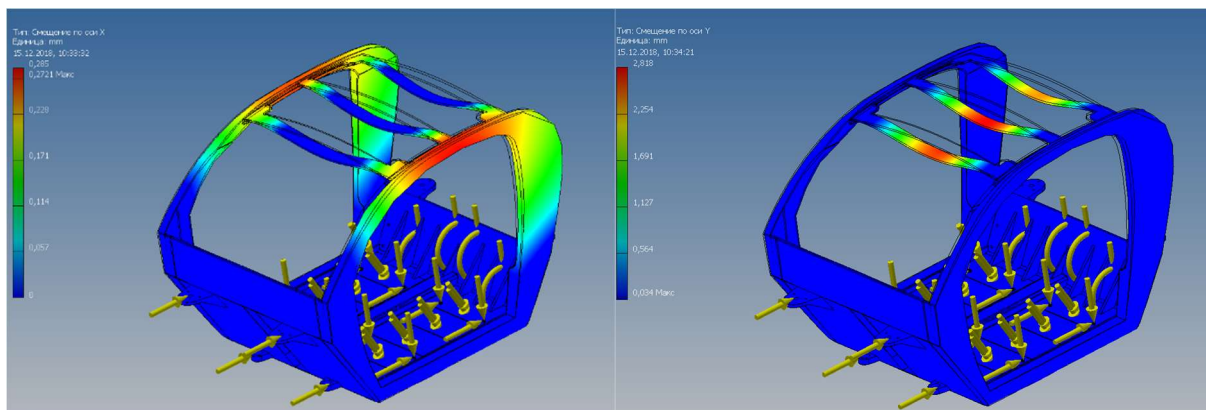 Тип: Смещение по оси X
Единица: mm
15.12.2018, 10:33:32
0,285
0,2721 Макс
0,228
0,171
0,114
0,057
0
Тип: Смещение по оси Y
Единица: mm
15.12.2018, 10:34:21
2,818
2,254
1,691
1,127
0,564
0,034 Макс